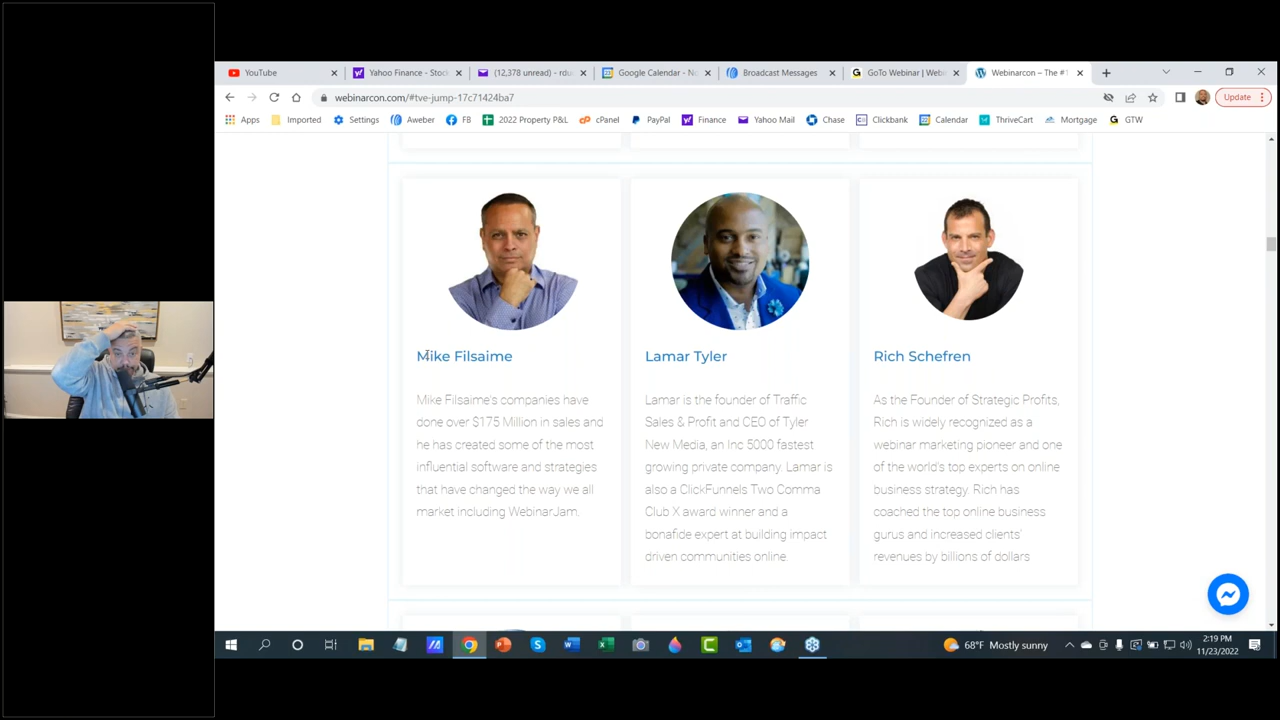 YouTube
Yahoo Finance - Stock
(12,378 unread) - rdu
Google Calendar - No
Broadcast Messages
GoTo Webinar | Web
Webinarcon – The #1
webinarcon.com/#tve-jump-17c71424ba7
Update
Apps
Imported
Settings
Aweber
FB
2022 Property P&L
cPanel
PayPal
Finance
Yahoo Mail
Chase
Clickbank
Calendar
ThriveCart
Mortgage
GTW
Mike Filsaime
Mike Filsaime's companies have
done over $175 Million in sales and
he has created some of the most
influential software and strategies
that have changed the way we all
market including WebinarJam.
Lamar Tyler
Lamar is the founder of Traffic
Sales & Profit and CEO of Tyler
New Media, an Inc 5000 fastest
growing private company. Lamar is
also a ClickFunnels Two Comma
Club X award winner and a
bonafide expert at building impact
driven communities online.
Rich Schefren
As the Founder of Strategic Profits,
Rich is widely recognized as a
webinar marketing pioneer and one
of the world's top experts on online
business strategy. Rich has
coached the top online business
gurus and increased clients'
revenues by billions of dollars
68°F Mostly sunny
2:19 PM
11/23/2022